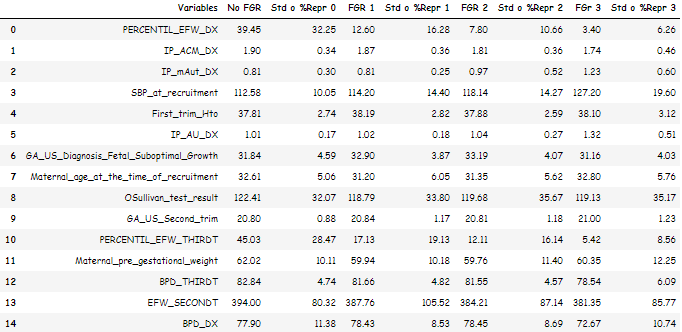 Variables No FGR Std o %Repr 0 FGR 1 Std o %Repr 1 FGR 2 Std o %Repr 2 FGR 3 Std o %Repr 3
0 PERCENTIL_EFW_DX 39.45 32.25 12.60 16.28 7.80 10.66 3.40 6.26
1 IP_ACM_DX 1.90 0.34 1.87 0.36 1.81 0.36 1.74 0.46
2 IP_mAut_DX 0.81 0.30 0.81 0.25 0.97 0.52 1.23 0.60
3 SBP_at_recruitment 112.58 10.05 114.20 14.40 118.14 14.27 127.20 19.60
4 First_trim_Hto 37.81 2.74 38.19 2.82 37.88 2.59 38.10 3.12
5 IP_AU_DX 1.01 0.17 1.02 0.18 1.04 0.27 1.32 0.51
6 GA_US_Diagnosis_Fetal_Suboptimal_Growth 31.84 4.59 32.90 3.87 33.19 4.07 31.16 4.03
7 Maternal_age_at_the_time_of_recruitment 32.61 5.06 31.20 6.05 31.35 5.62 32.80 5.76
8 OSullivan_test_result 122.41 32.07 118.79 33.80 119.68 35.67 119.13 35.17
9 GA_US_Second_trim 20.80 0.88 20.84 1.17 20.81 1.18 21.00 1.23
10 PERCENTIL_EFW_THIRDT 45.03 28.47 17.13 19.13 12.11 16.14 5.42 8.56
11 Maternal_pre_gestational_weight 62.02 10.11 59.94 10.18 59.76 11.40 60.35 12.25
12 BPD_THIRDT 82.84 4.74 81.66 4.82 81.55 4.57 78.54 6.09
13 EFW_SECONDT 394.00 80.32 387.76 105.52 384.21 87.14 381.35 85.77
14 BPD_DX 77.90 11.38 78.43 8.53 78.45 8.69 72.67 10.74